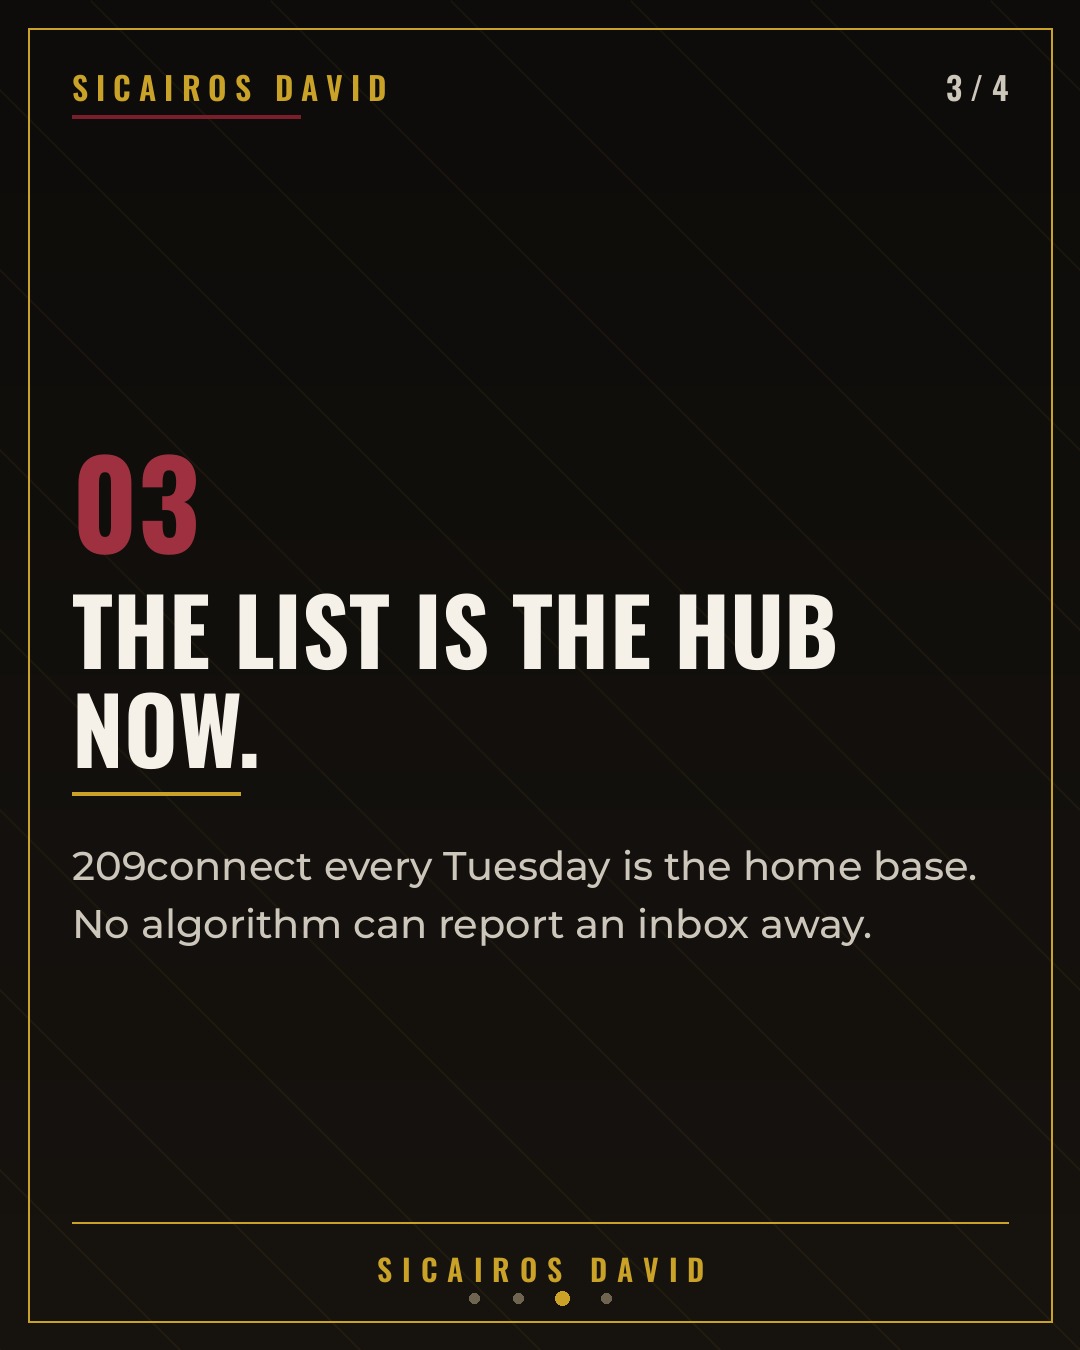 SICAIROS DAVID
3 / 4
03
THE LIST IS THE HUB
NOW.
209connect every Tuesday is the home base.
No algorithm can report an inbox away.
SICAIROS DAVID